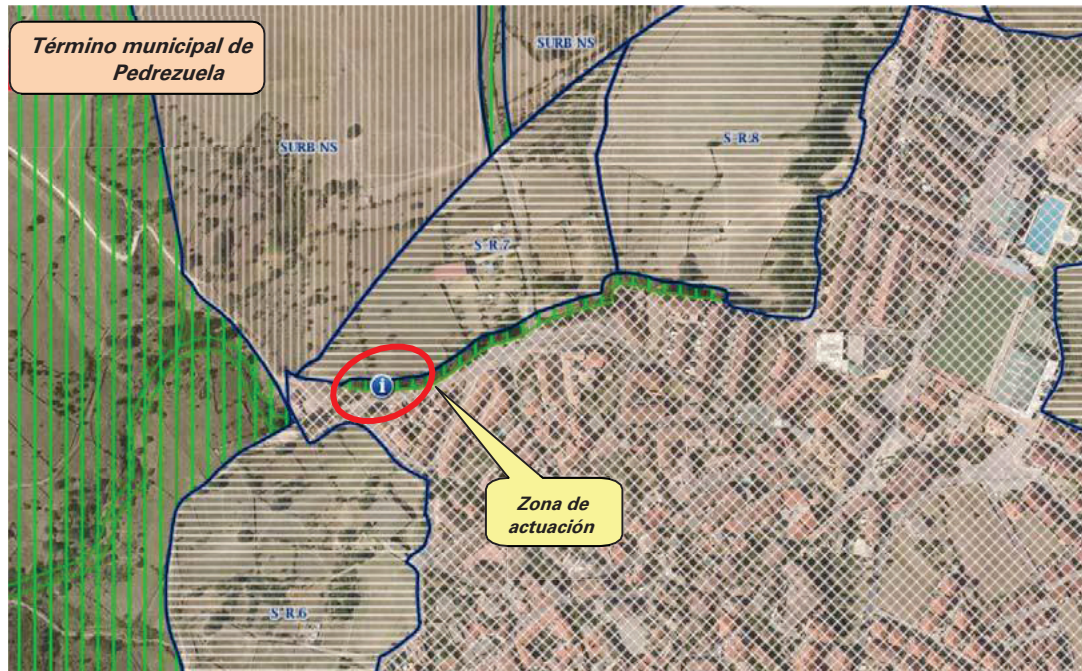 Término municipal de
Pedrezuela
SURB NS
SURB NS
S-R.8
S-R.7
i
Zona de
actuación
S-R.6